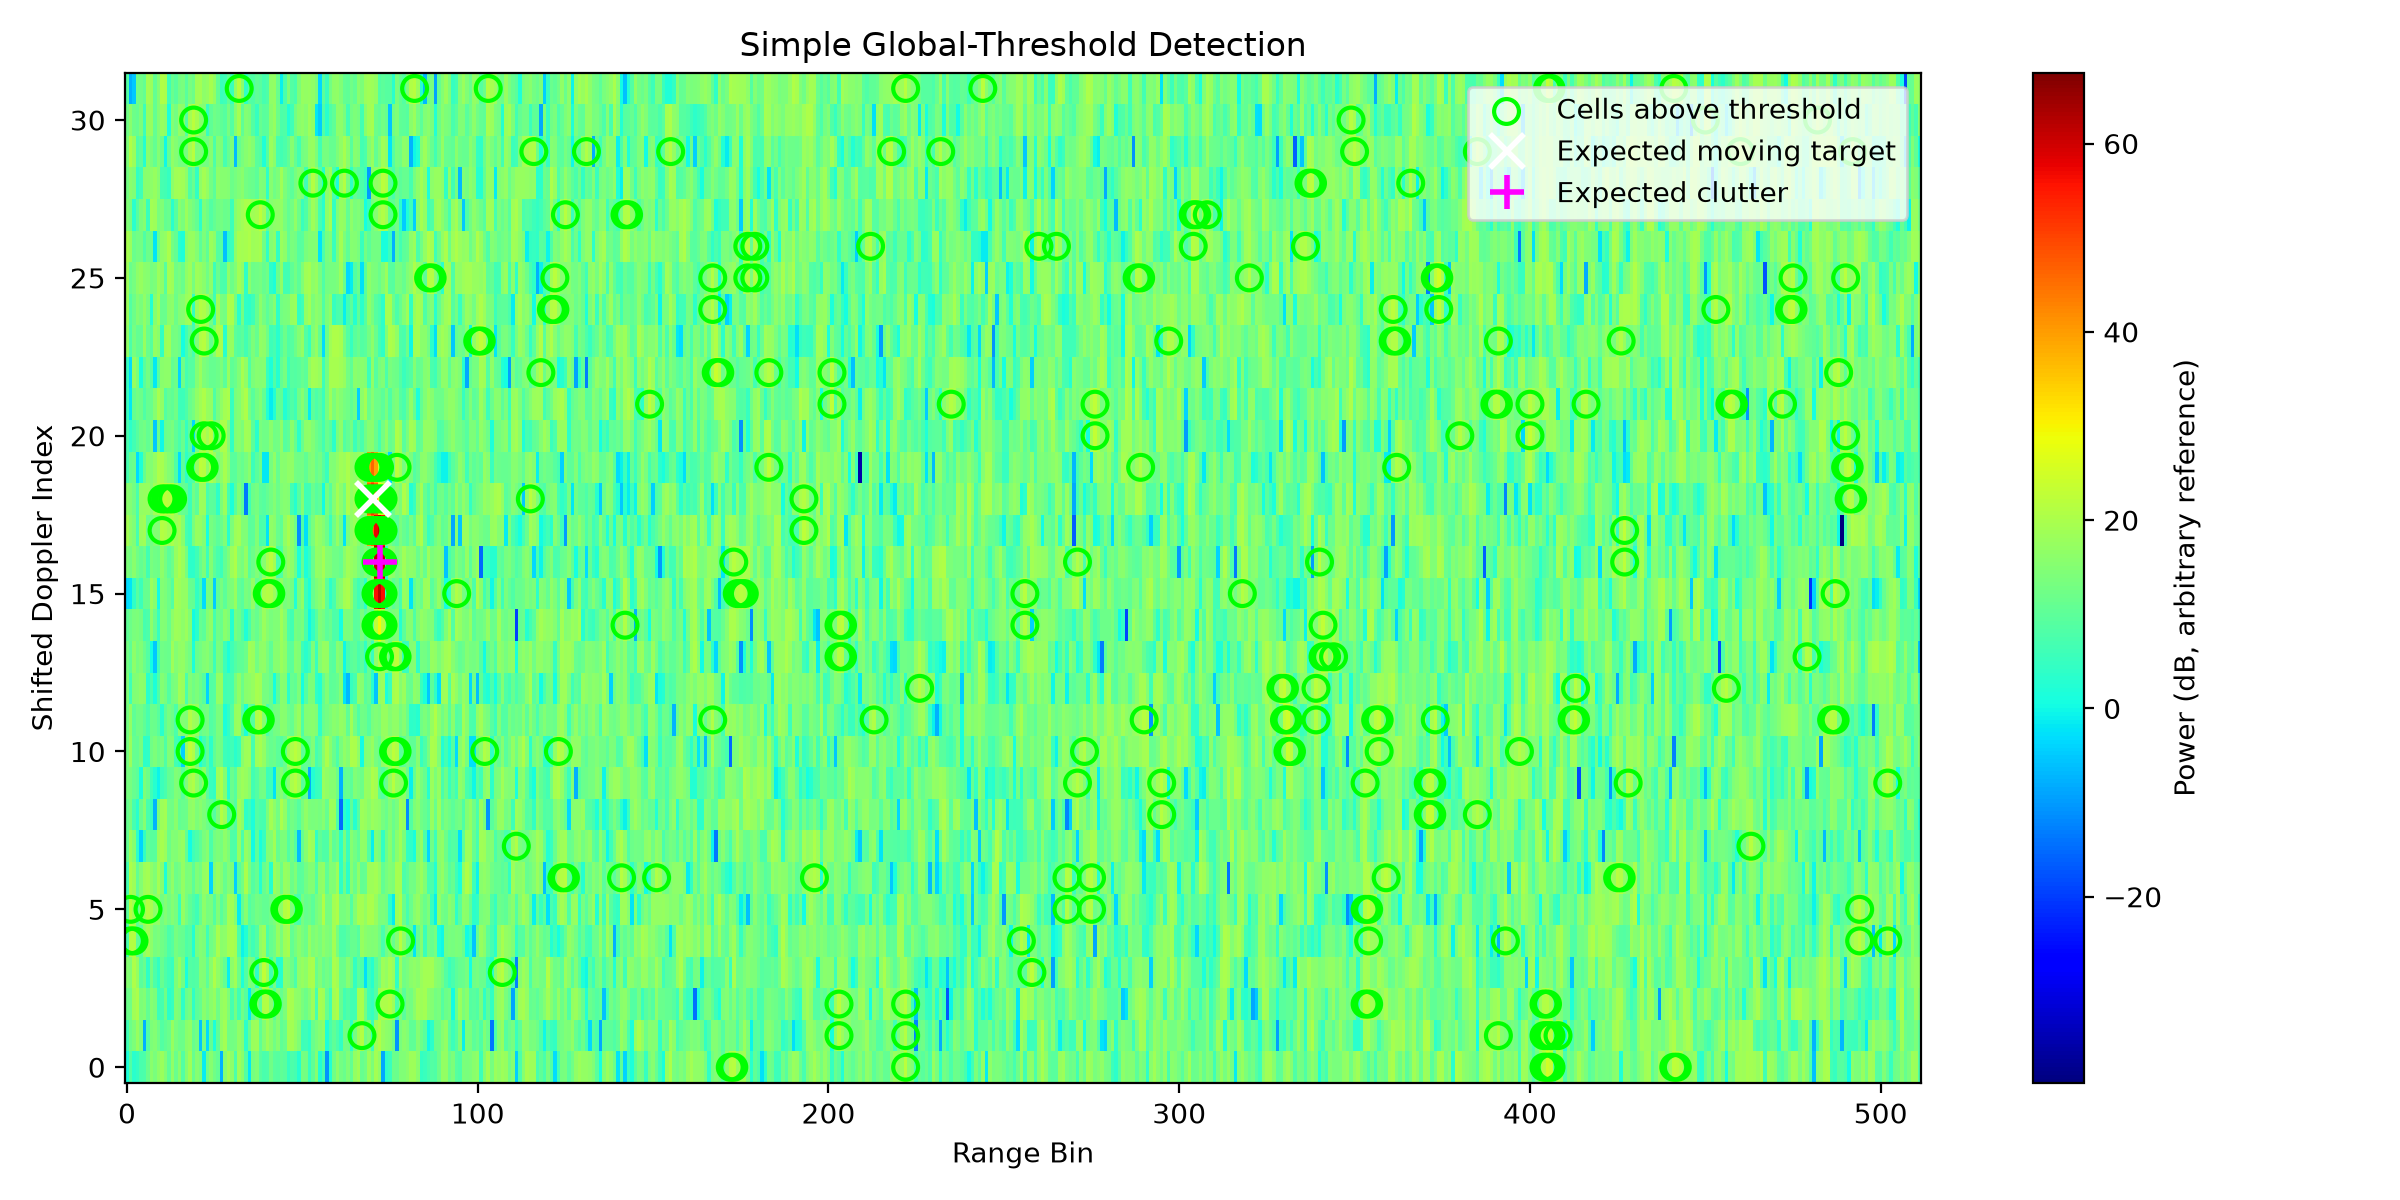 Simple Global-Threshold Detection
Cells above threshold
Expected moving target
Expected clutter
Shifted Doppler Index
30
25
20
15
10
5
0
0 100 200 300 400 500
Range Bin
60
40
20
0
−20
Power (dB, arbitrary reference)